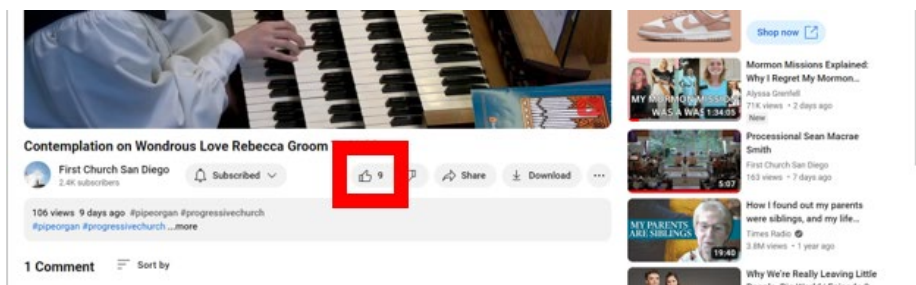 Contemplation on Wondrous Love Rebecca Groom
First Church San Diego
2.4K subscribers
Subscribed
9
Share
Download
106 views 9 days ago #pipeorgan #progressivechurch
#pipeorgan #progressivechurch ...more
1 Comment
Sort by
Shop now
MY MORMON MISSION
WAS A WAS
1:34:05
Mormon Missions Explained:
Why I Regret My Mormon...
Alyssa Grenfell
71K views • 2 days ago
New
5:07
Processional Sean Macrae
Smith
First Church San Diego
163 views • 7 days ago
MY PARENTS
ARE SIBLINGS
19:40
How I found out my parents
were siblings, and my life...
Times Radio
3.8M views • 1 year ago
Why We're Really Leaving Little